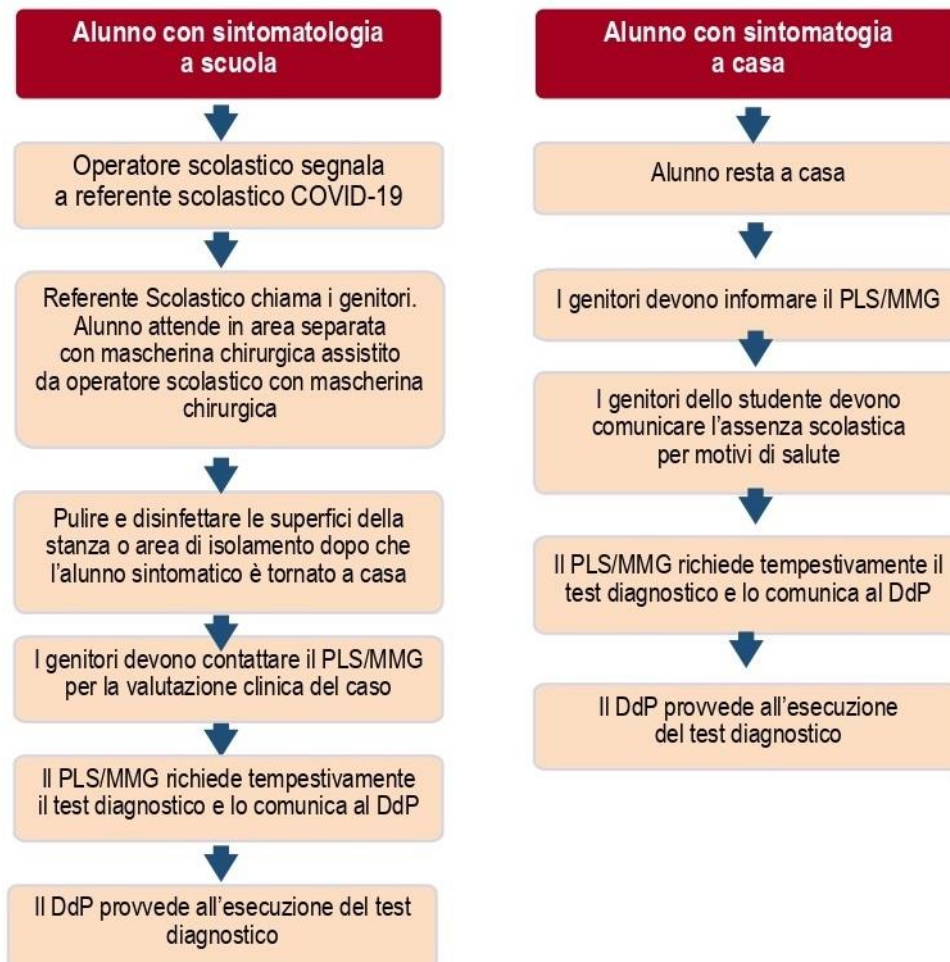 Alunno con sintomatologia
a scuola
Operatore scolastico segnala
a referente scolastico COVID-19
Referente Scolastico chiama i genitori.
Alunno attende in area separata
con mascherina chirurgica assistito
da operatore scolastico con mascherina
chirurgica
Pulire e disinfettare le superfici della
stanza o area di isolamento dopo che
l'alunno sintomatico è tornato a casa
I genitori devono contattare il PLS/MMG
per la valutazione clinica del caso
Il PLS/MMG richiede tempestivamente
il test diagnostico e lo comunica al DdP
Il DdP provvede all'esecuzione del test
diagnostico
Alunno con sintomatogia
a casa
Alunno resta a casa
I genitori devono informare il PLS/MMG
I genitori dello studente devono
comunicare l'assenza scolastica
per motivi di salute
Il PLS/MMG richiede tempestivamente il
test diagnostico e lo comunica al DdP
Il DdP provvede all'esecuzione
del test diagnostico